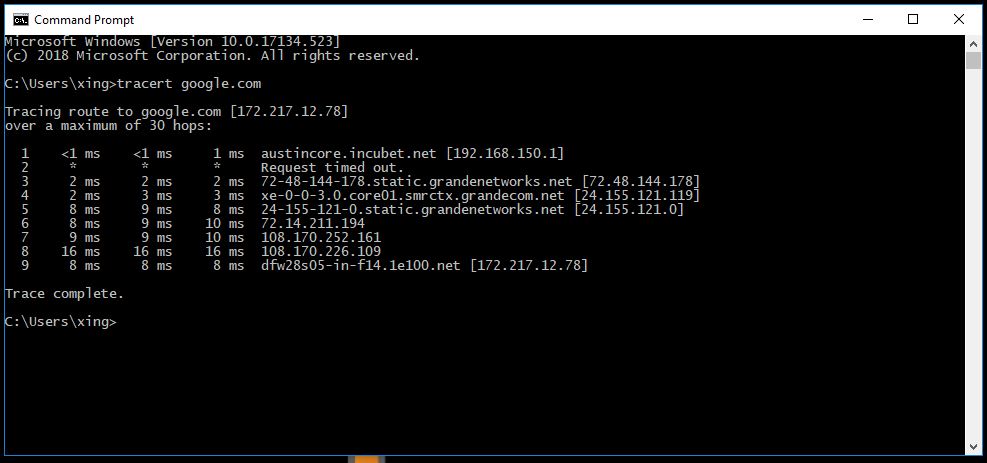 Command Prompt
Microsoft Windows [Version 10.0.17134.523]
(c) 2018 Microsoft Corporation. All rights reserved.
C:\Users\xing>tracert google.com
Tracing route to google.com [172.217.12.78]
over a maximum of 30 hops:
  1    <1 ms    <1 ms     1 ms  austincore.incubet.net [192.168.150.1]
  2     *        *        *     Request timed out.
  3     2 ms     2 ms     2 ms  72-48-144-178.static.grandenetworks.net [72.48.144.178]
  4     2 ms     3 ms     3 ms  xe-0-0-3.0.core01.smrctx.grandecom.net [24.155.121.119]
  5     8 ms     9 ms     8 ms  24-155-121-0.static.grandenetworks.net [24.155.121.0]
  6     8 ms     9 ms    10 ms  72.14.211.194
  7     9 ms     9 ms    10 ms  108.170.252.161
  8    16 ms    16 ms    16 ms  108.170.226.109
  9     8 ms     8 ms     8 ms  dfw28s05-in-f14.1e100.net [172.217.12.78]
Trace complete.
C:\Users\xing>